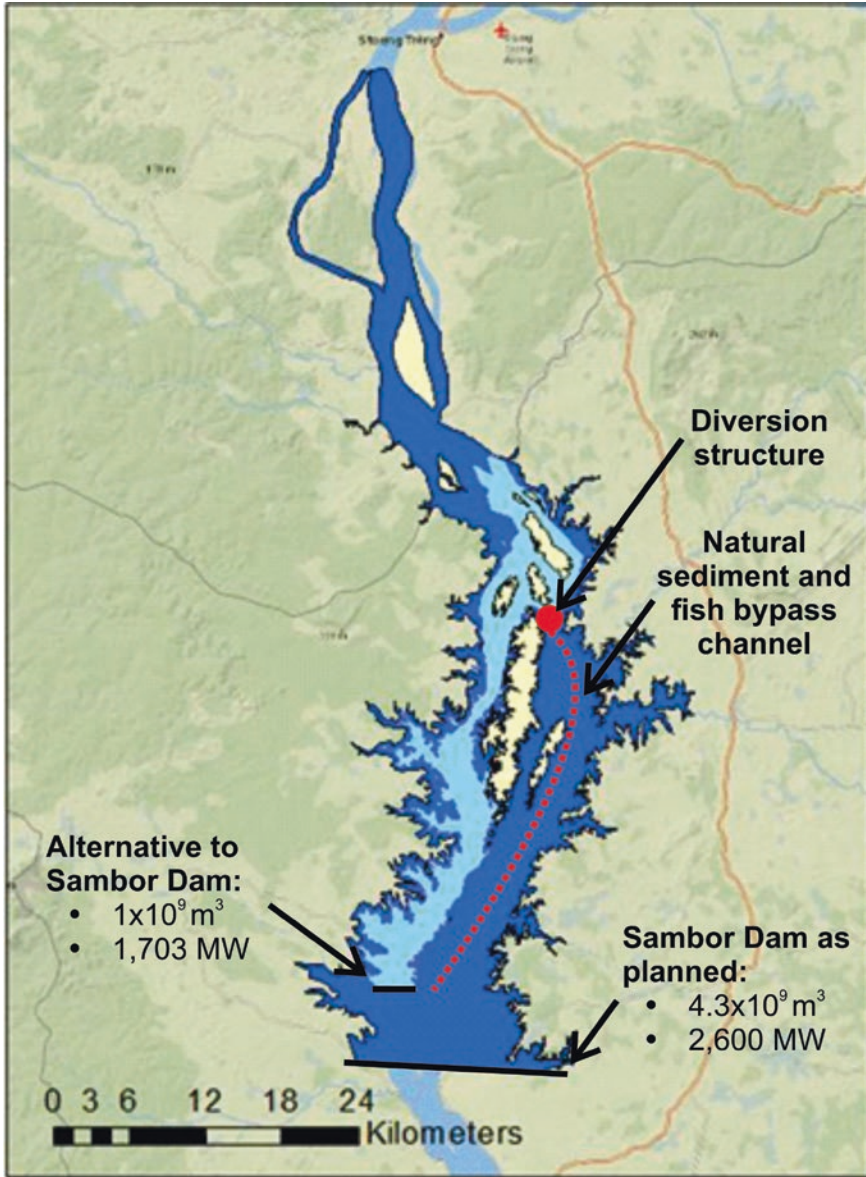 Stoeng Trêng
Diversion
structure
Natural
sediment and
fish bypass
channel
Alternative to
Sambor Dam:
• 1x10⁹ m³
• 1,703 MW
Sambor Dam as
planned:
• 4.3x10⁹ m³
• 2,600 MW
0 3 6 12 18 24
Kilometers